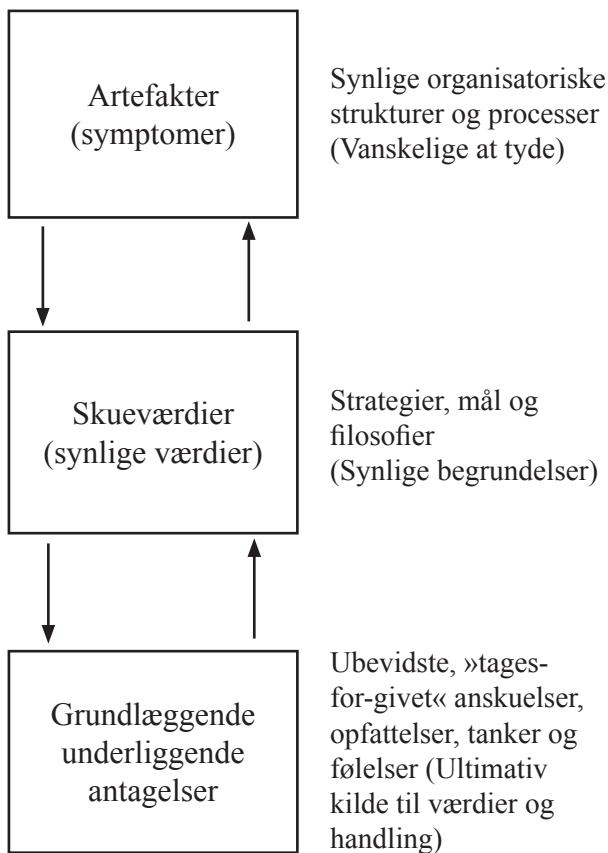 Artefakter
(symptomer)
Synlige organisatoriske
strukturer og processer
(Vanskelige at tyde)
Skueværdier
(synlige værdier)
Strategier, mål og
filosofier
(Synlige begrundelser)
Grundlæggende
underliggende
antagelser
Ubevidste, »tages-
for-givet« anskuelser,
opfattelser, tanker og
følelser (Ultimativ
kilde til værdier og
handling)